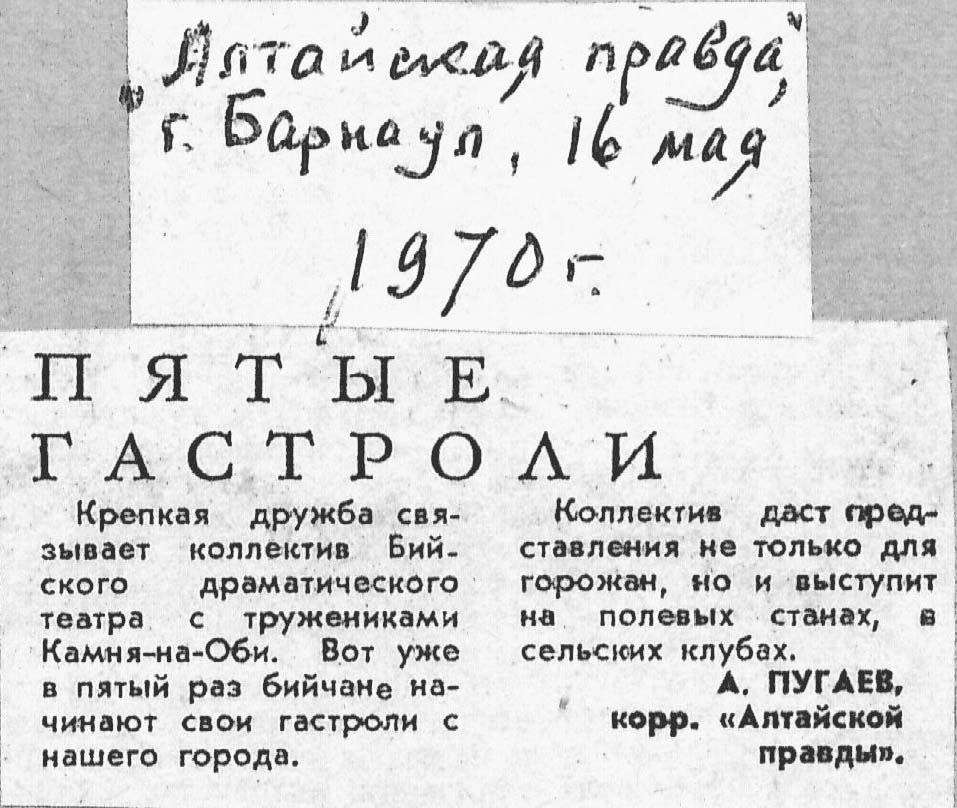 "Алтайская правда",
г. Барнаул, 16 мая
1970 г.
ПЯТЫЕ
ГАСТРОЛИ
Крепкая дружба свя-
зывает коллектив Бий-
ского драматического
театра с тружениками
Камня-на-Оби. Вот уже
в пятый раз бийчане на-
чинают свои гастроли с
нашего города.
Коллектив даст пред-
ставления не только для
горожан, но и выступит
на полевых станах, в
сельских клубах.
А. ПУГАЕВ,
корр. «Алтайской
правды».